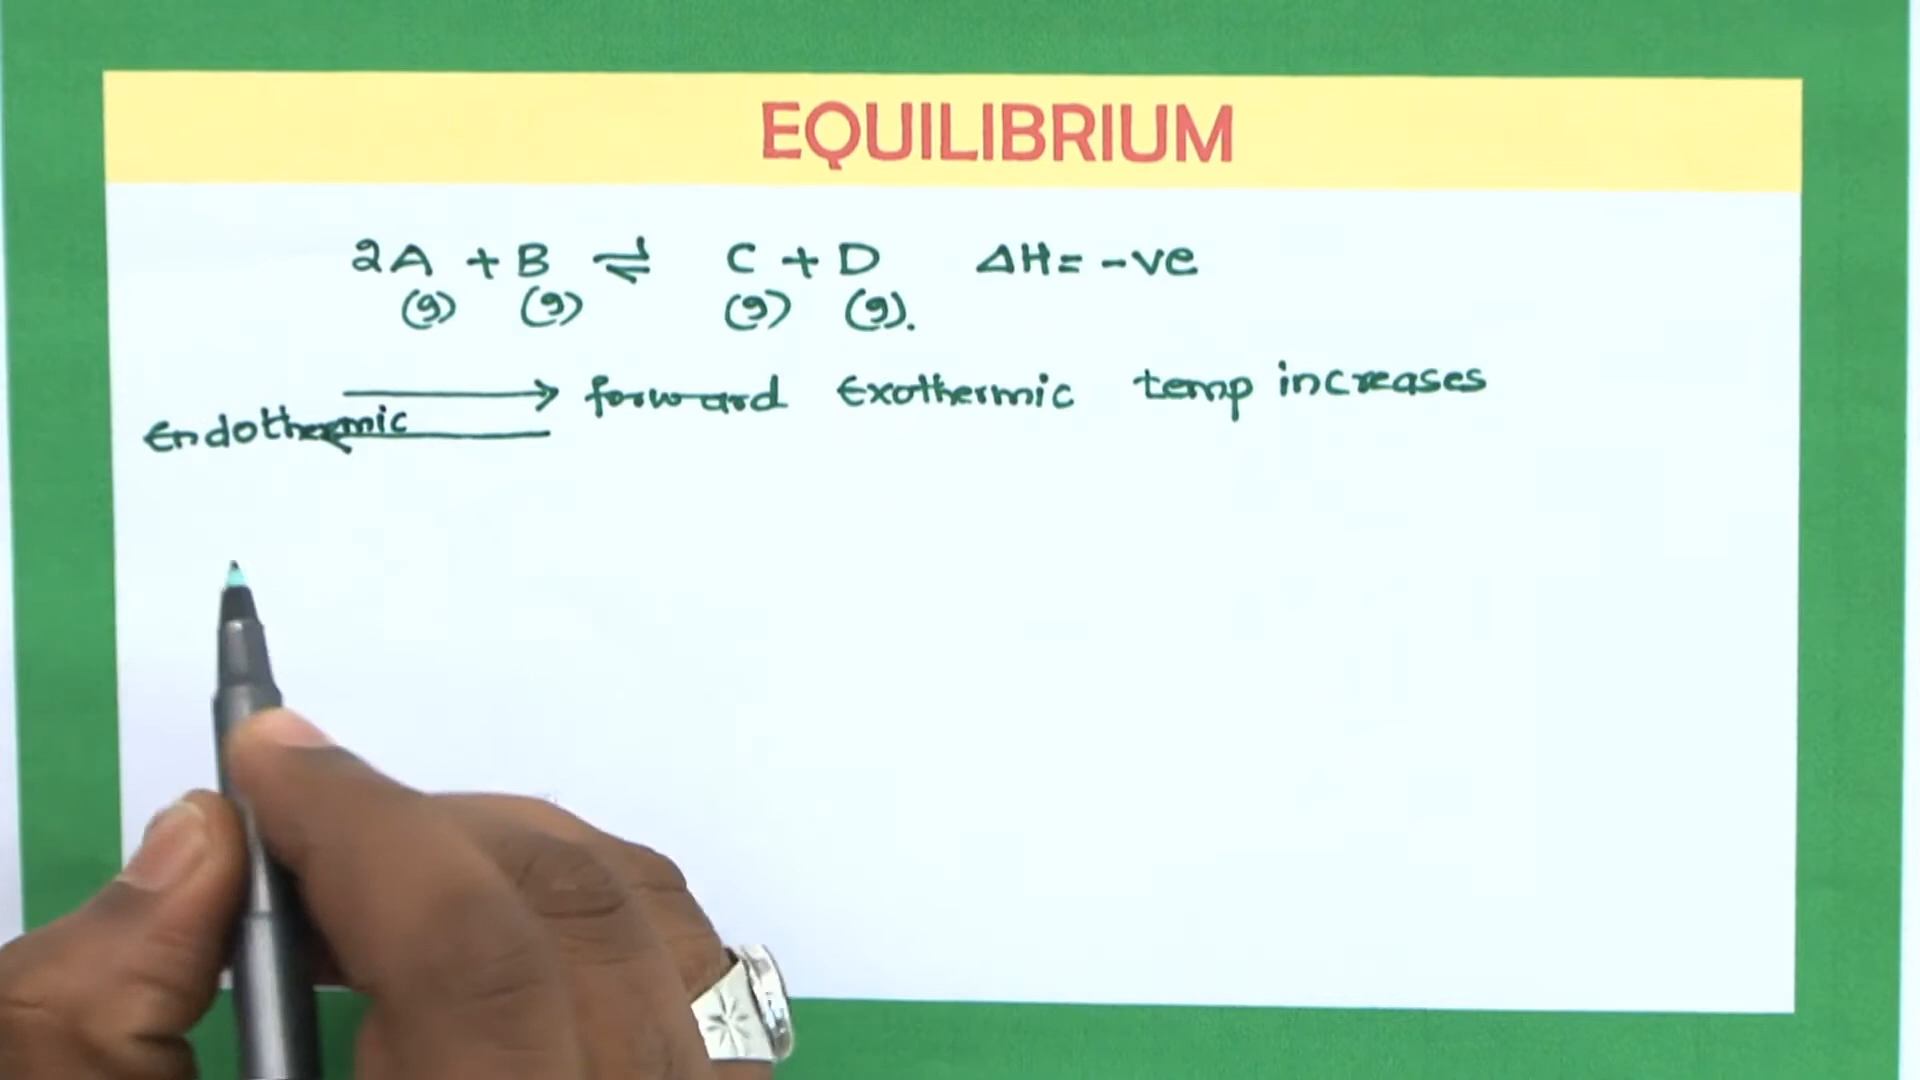 EQUILIBRIUM
2A + B ⇌ C + D ΔH = -ve
(g) (g) (g) (g).
→ forward Exothermic temp increases
Endothermic ←